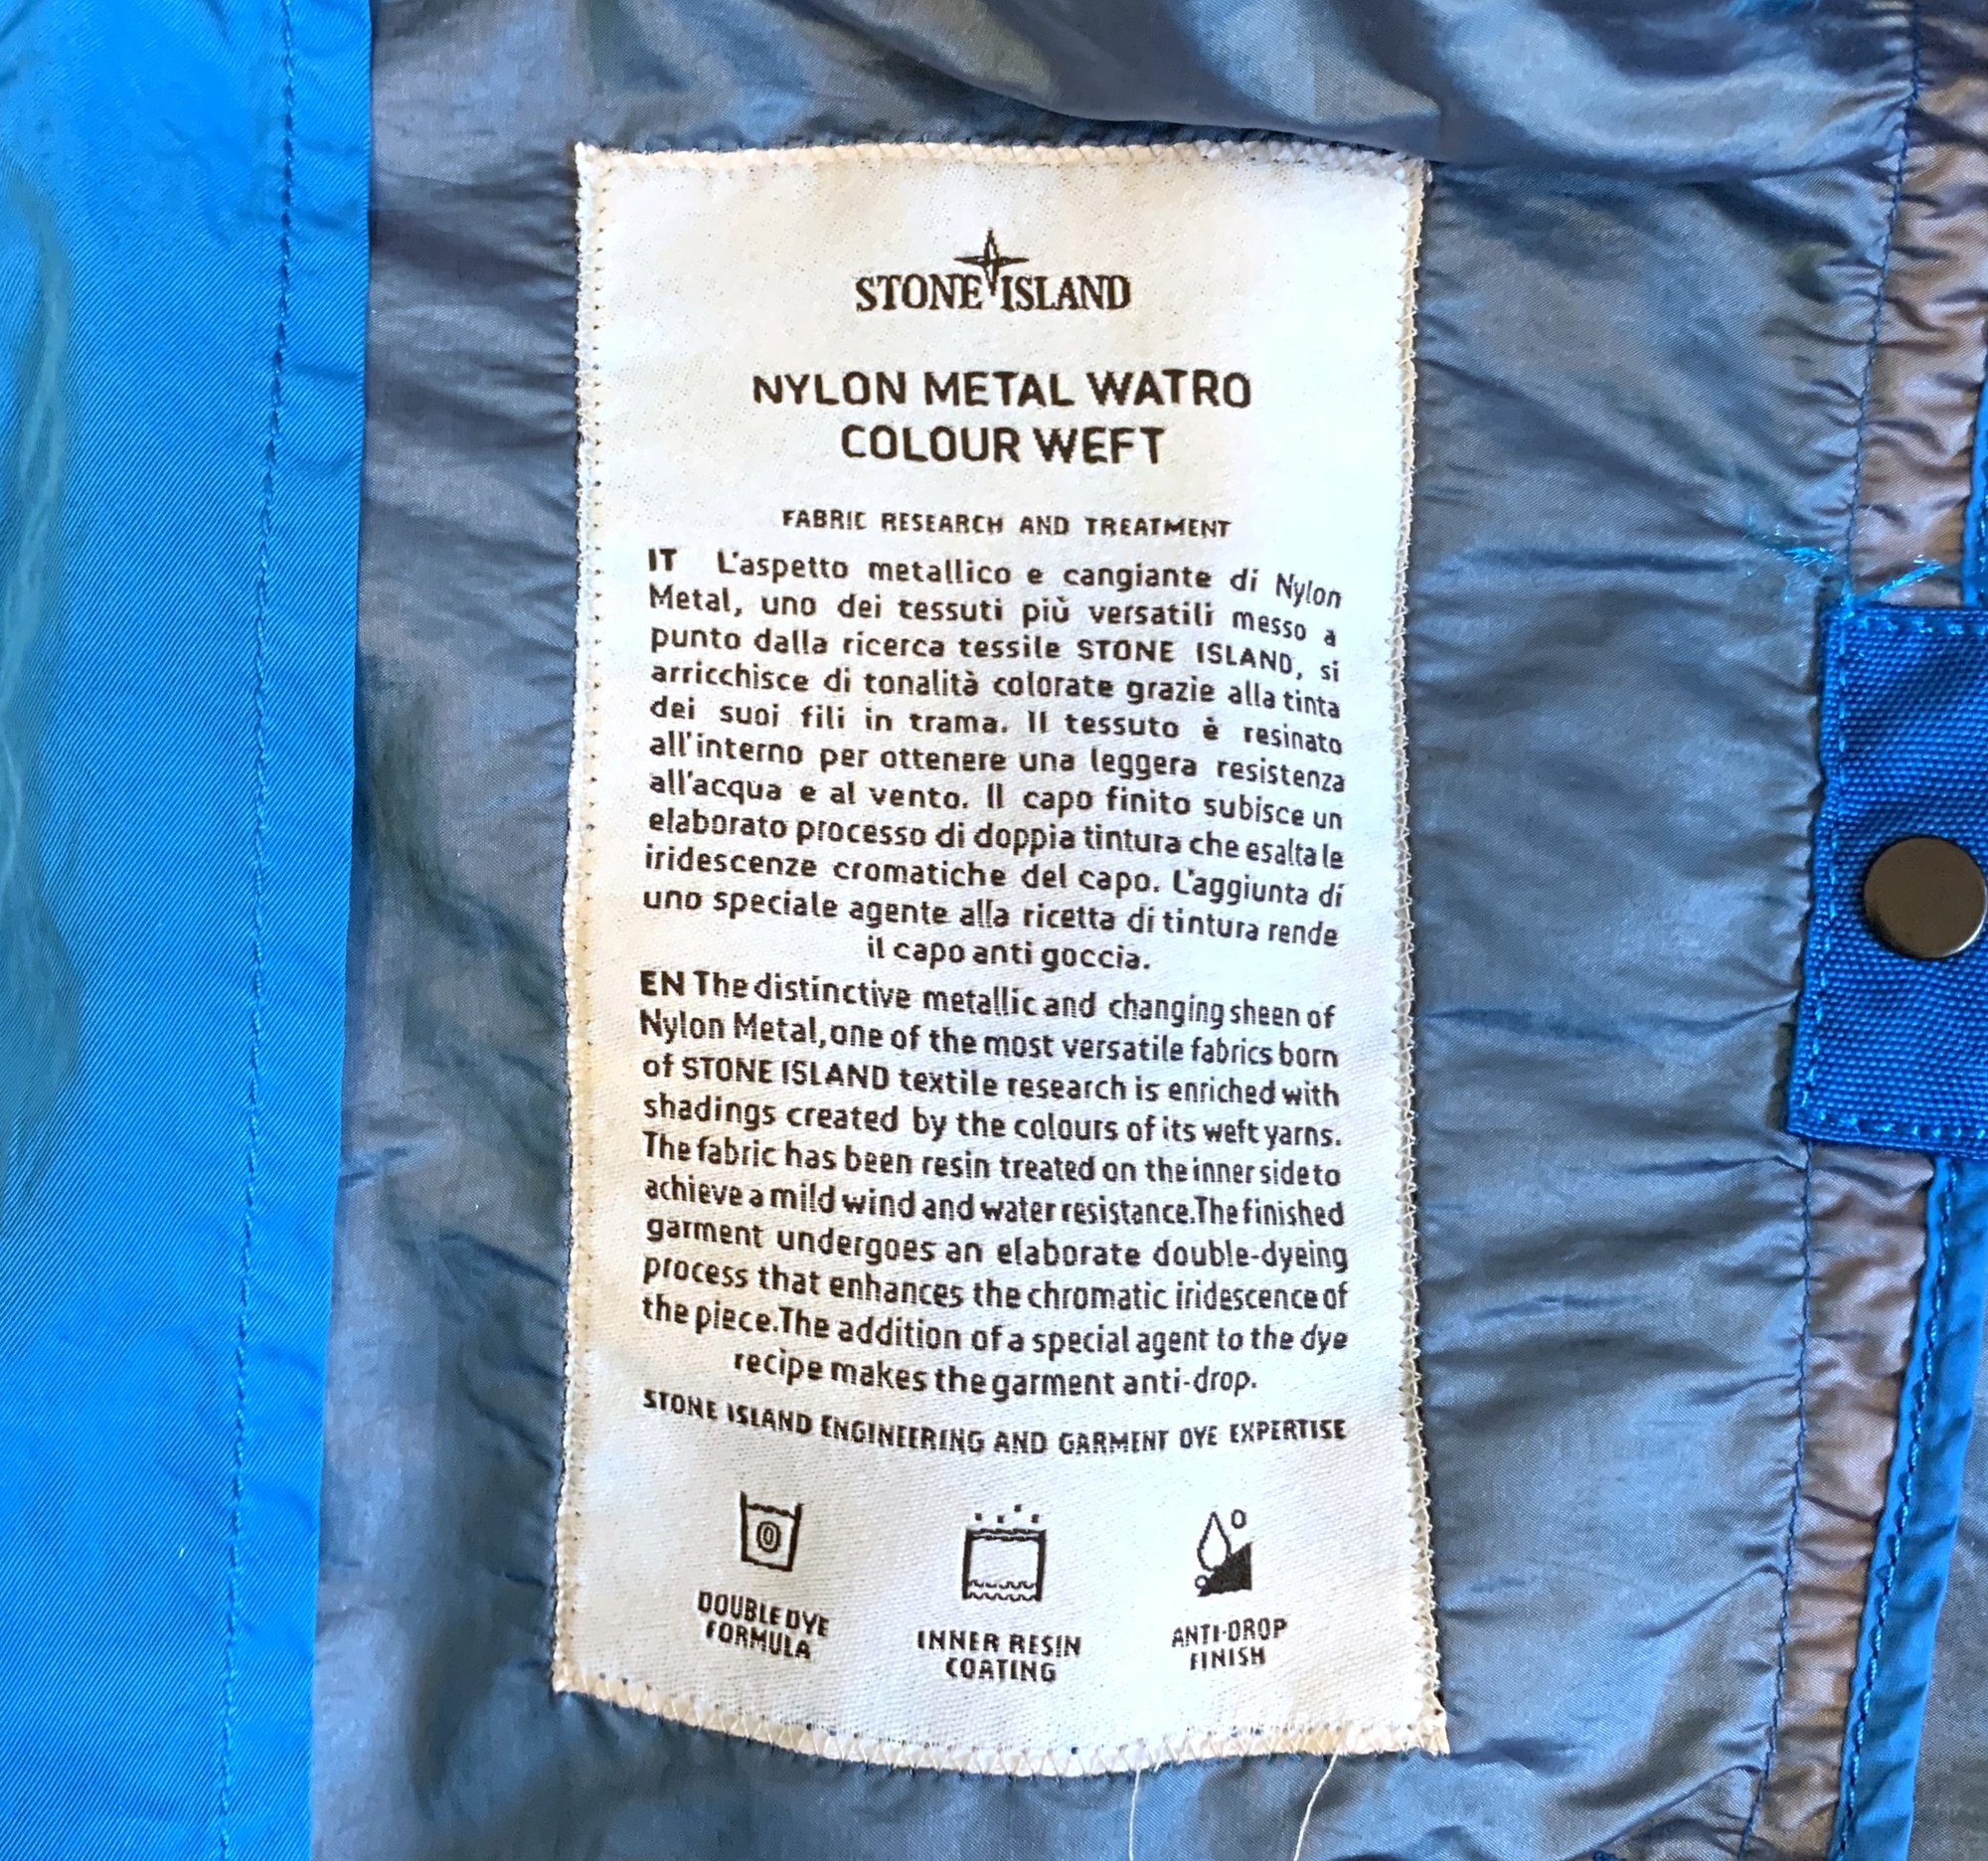 STONE ISLAND
NYLON METAL WATRO
COLOUR WEFT
FABRIC RESEARCH AND TREATMENT
IT L'aspetto metallico e cangiante di Nylon
Metal, uno dei tessuti più versatili messo a
punto dalla ricerca tessile STONE ISLAND, si
arricchisce di tonalità colorate grazie alla tinta
dei suoi fili in trama. Il tessuto è resinato
all'interno per ottenere una leggera resistenza
all'acqua e al vento. Il capo finito subisce un
elaborato processo di doppia tintura che esalta le
iridescenze cromatiche del capo. L'aggiunta di
uno speciale agente alla ricetta di tintura rende
il capo anti goccia.
EN The distinctive metallic and changing sheen of
Nylon Metal, one of the most versatile fabrics born
of STONE ISLAND textile research is enriched with
shadings created by the colours of its weft yarns.
The fabric has been resin treated on the inner side to
achieve a mild wind and water resistance. The finished
garment undergoes an elaborate double-dyeing
process that enhances the chromatic iridescence of
the piece. The addition of a special agent to the dye
recipe makes the garment anti-drop.
STONE ISLAND ENGINEERING AND GARMENT DYE EXPERTISE
DOUBLE DYE
FORMULA
INNER RESIN
COATING
ANTI-DROP
FINISH